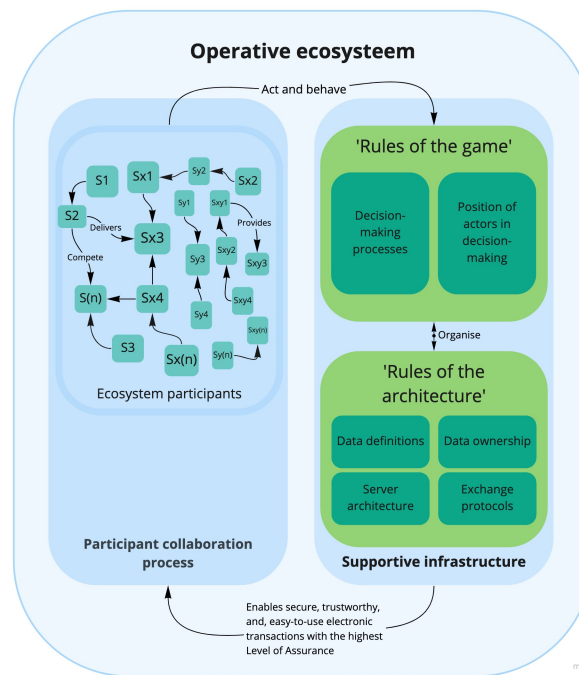 Operative ecosysteem
Act and behave
S1
Sx1
Sy2
Sx2
S2
Delivers
Sy1
Sxy1
Provides
Sx3
Compete
Sy3
Sxy2
Sxy3
S(n)
Sx4
Sy4
Sxy4
S3
Sx(n)
Sy(n)
Sxy(n)
Ecosystem participants
Participant collaboration
process
'Rules of the game'
Decision-
making
processes
Position of
actors in
decision-
making
Organise
'Rules of the
architecture'
Data definitions
Data ownership
Server
architecture
Exchange
protocols
Supportive infrastructure
Enables secure, trustworthy,
and, easy-to-use electronic
transactions with the highest
Level of Assurance